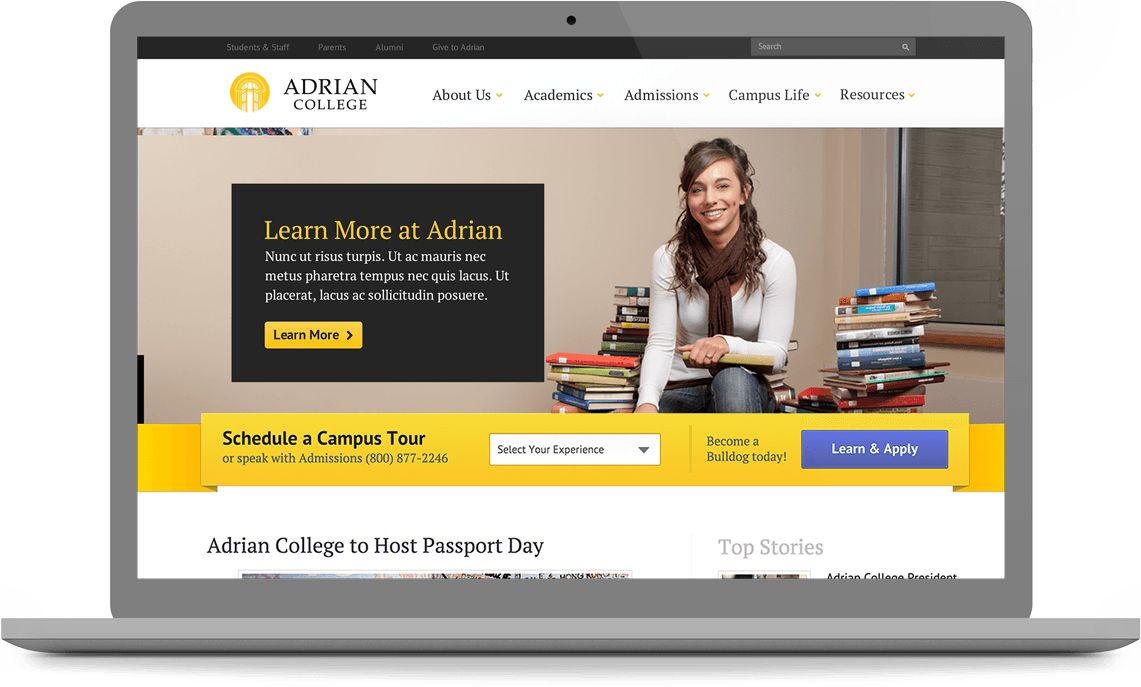 Students & Staff Parents Alumni Give to Adrian Search
ADRIAN
COLLEGE
About Us Academics Admissions Campus Life Resources
Learn More at Adrian
Nunc ut risus turpis. Ut ac mauris nec
metus pharetra tempus nec quis lacus. Ut
placerat, lacus ac sollicitudin posuere.
Learn More
Schedule a Campus Tour
or speak with Admissions (800) 877-2246
Select Your Experience
Become a
Bulldog today!
Learn & Apply
Adrian College to Host Passport Day
Top Stories
Adrian College President